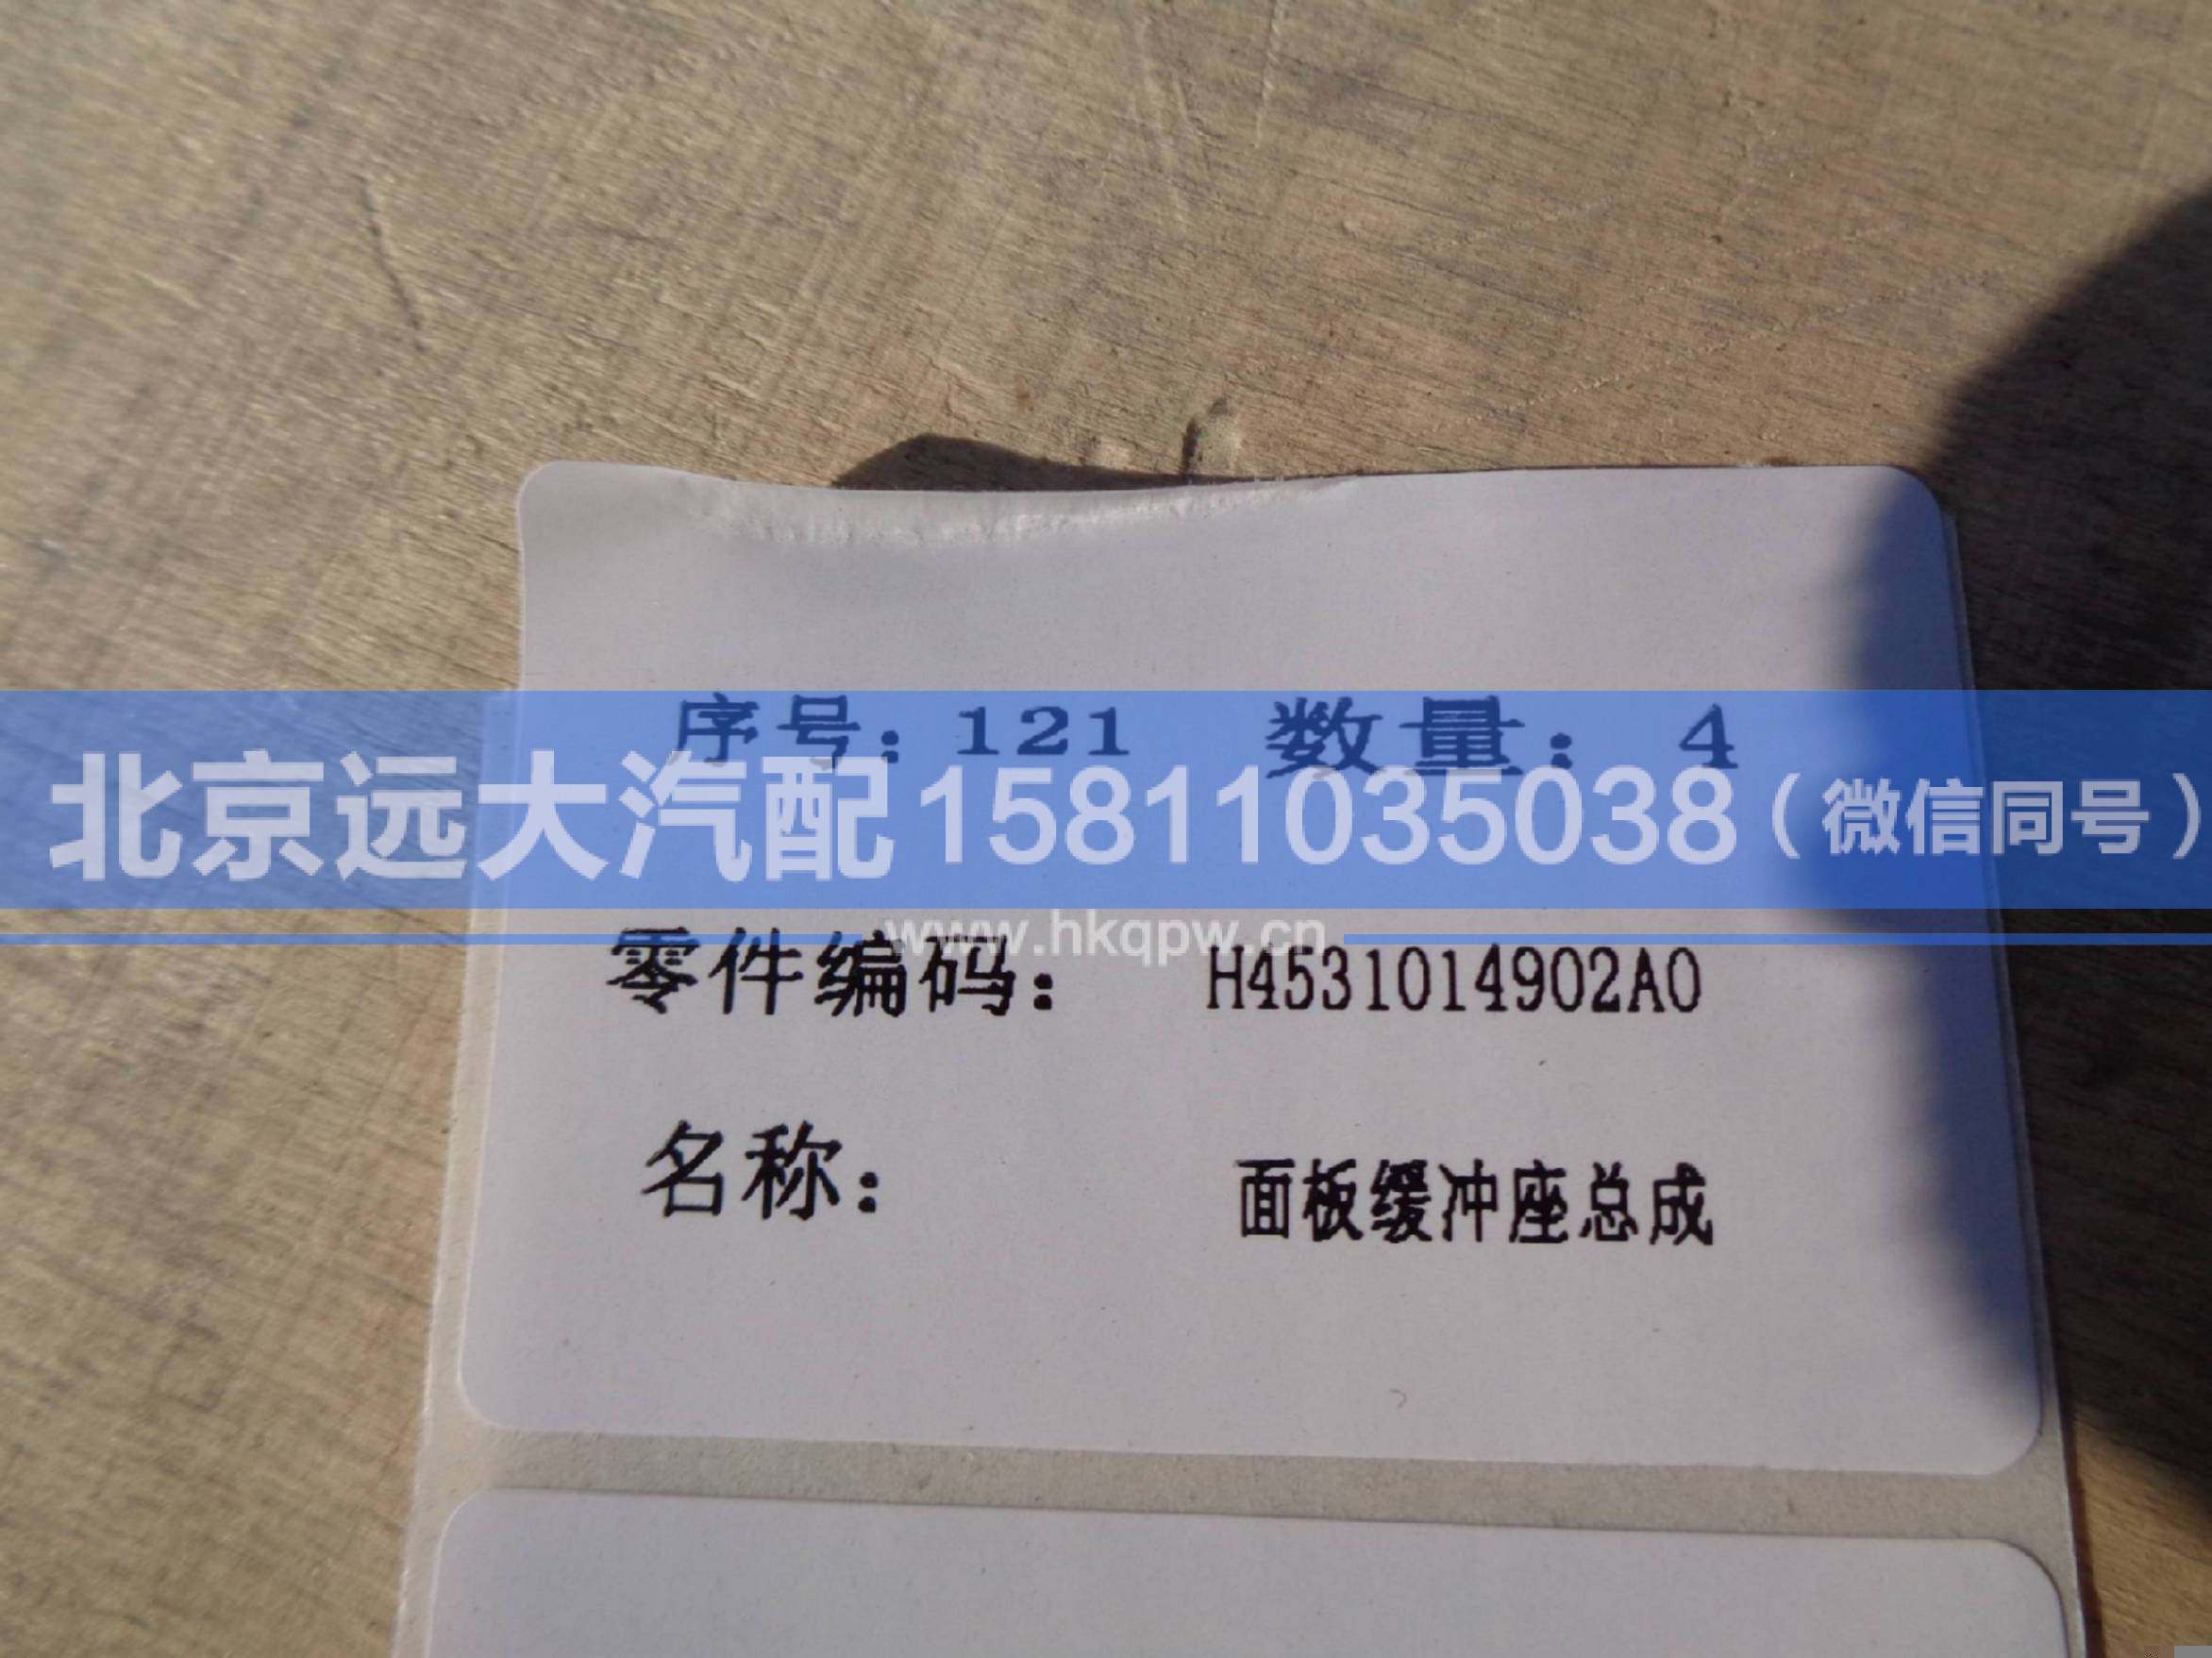 序号：121 数量：4
北京远大汽配15811035038（微信同号）
www.hkqpw.cn
零件编码： H4531014902A0
名称： 面板缓冲座总成